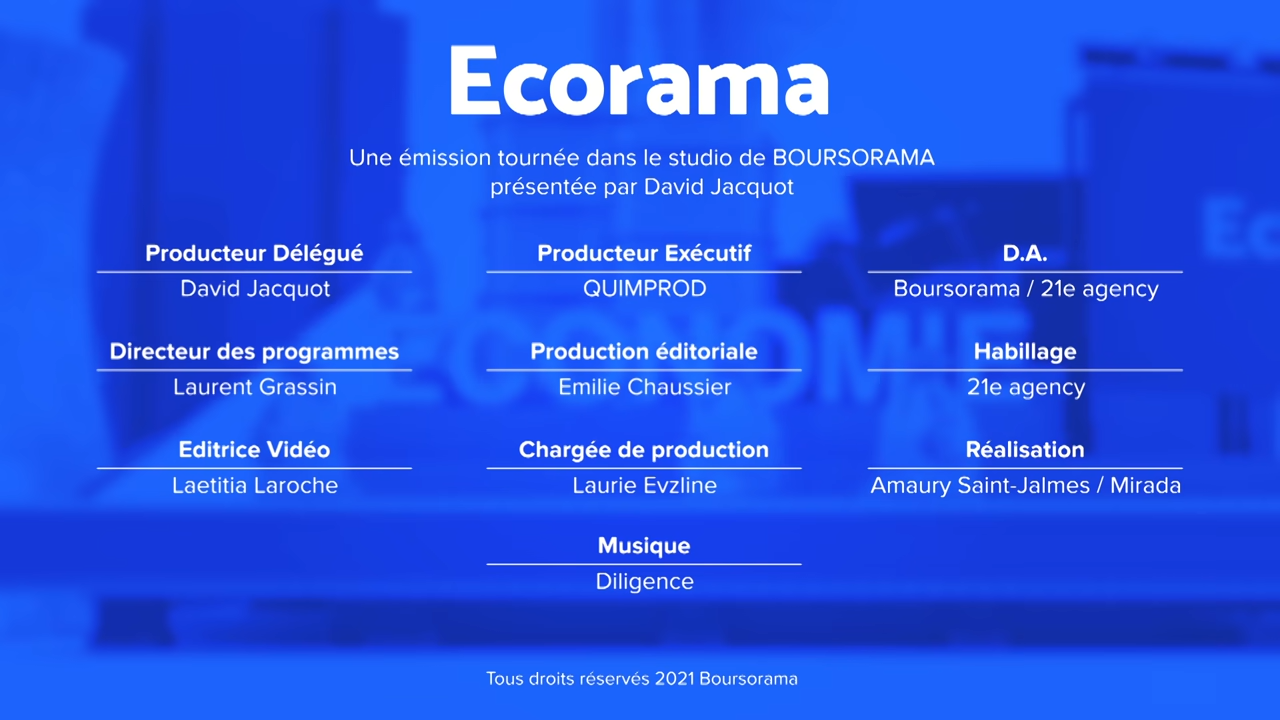 Ecorama
Une émission tournée dans le studio de BOURSORAMA
présentée par David Jacquot
Producteur Délégué
David Jacquot
Producteur Exécutif
QUIMPROD
D.A.
Boursorama / 21e agency
Directeur des programmes
Laurent Grassin
Production éditoriale
Emilie Chaussier
Habillage
21e agency
Editrice Vidéo
Laetitia Laroche
Chargée de production
Laurie Evzline
Réalisation
Amaury Saint-Jalmes / Mirada
Musique
Diligence
Tous droits réservés 2021 Boursorama
ECONOMIE
Ec